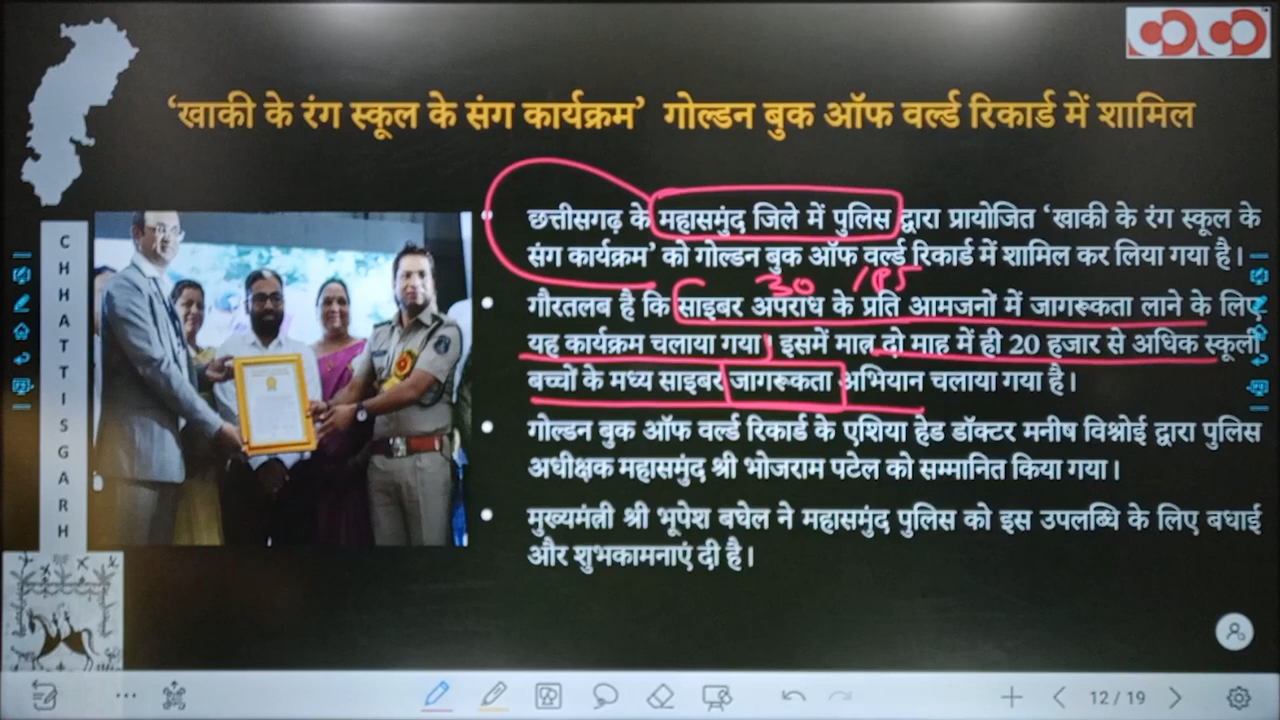 'खाकी के रंग स्कूल के संग कार्यक्रम' गोल्डन बुक ऑफ वर्ल्ड रिकार्ड में शामिल
• छत्तीसगढ़ के महासमुंद जिले में पुलिस द्वारा प्रायोजित 'खाकी के रंग स्कूल के
संग कार्यक्रम' को गोल्डन बुक ऑफ वर्ल्ड रिकार्ड में शामिल कर लिया गया है।
30 185
• गौरतलब है कि साइबर अपराध के प्रति आमजनों में जागरूकता लाने के लिए
यह कार्यक्रम चलाया गया। इसमें मात्र दो माह में ही 20 हजार से अधिक स्कूली
बच्चों के मध्य साइबर जागरूकता अभियान चलाया गया है।
• गोल्डन बुक ऑफ वर्ल्ड रिकार्ड के एशिया हेड डॉक्टर मनीष विश्नोई द्वारा पुलिस
अधीक्षक महासमुंद श्री भोजराम पटेल को सम्मानित किया गया।
• मुख्यमंत्री श्री भूपेश बघेल ने महासमुंद पुलिस को इस उपलब्धि के लिए बधाई
और शुभकामनाएं दी है।
CHHATTISGARH
12 / 19